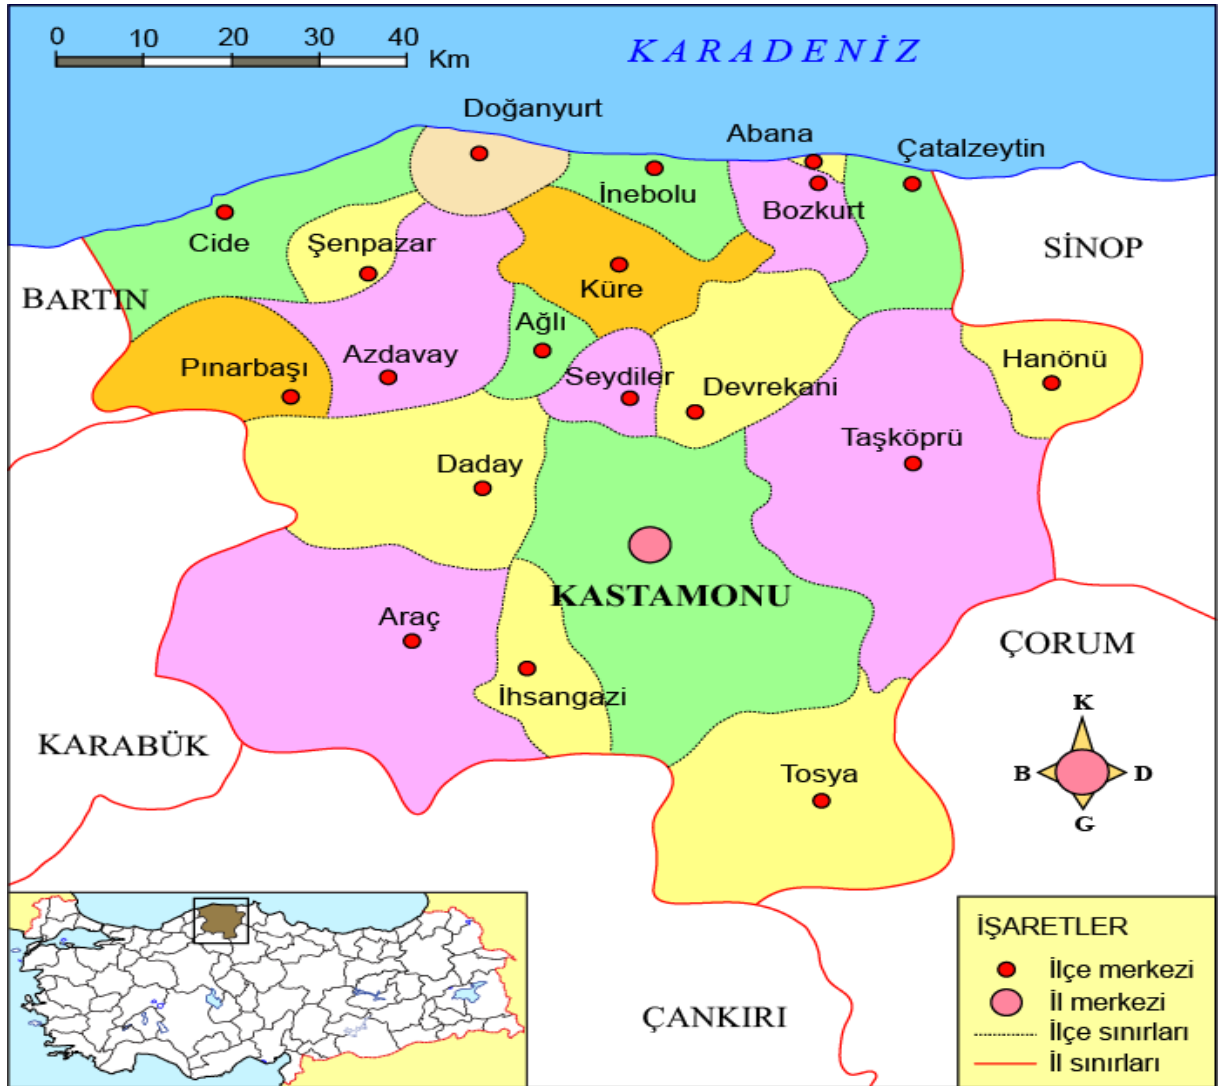 0 10 20 30 40
Km
KARADENİZ
Doğanyurt
Abana
Çatalzeytin
İnebolu
Bozkurt
Cide
Şenpazar
SİNOP
Küre
BARTIN
Ağlı
Azdavay
Pınarbaşı
Seydiler
Devrekani
Hanönü
Taşköprü
Daday
KASTAMONU
Araç
ÇORUM
İhsangazi
K
KARABÜK
Tosya
B D
G
İŞARETLER
İlçe merkezi
İl merkezi
İlçe sınırları
İl sınırları
ÇANKIRI